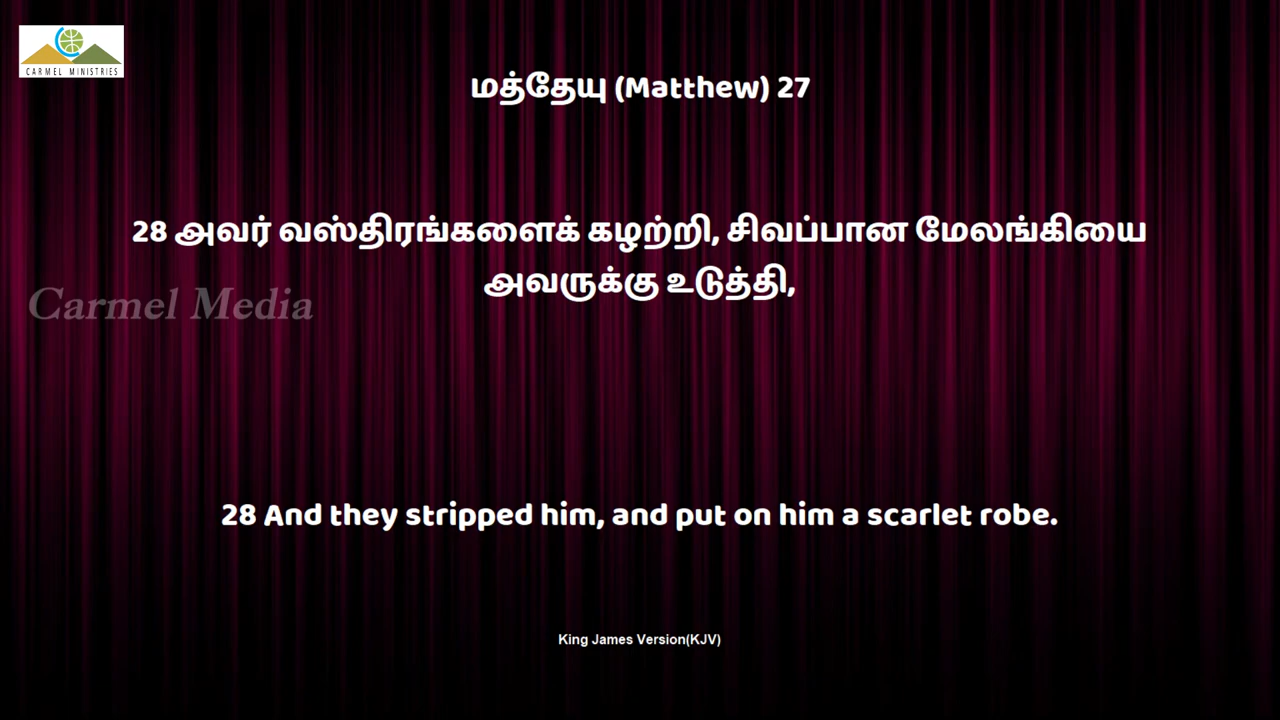 CARMEL MINISTRIES
மத்தேயு (Matthew) 27
28 அவர் வஸ்திரங்களைக் கழற்றி, சிவப்பான மேலங்கியை
அவருக்கு உடுத்தி,
Carmel Media
28 And they stripped him, and put on him a scarlet robe.
King James Version(KJV)